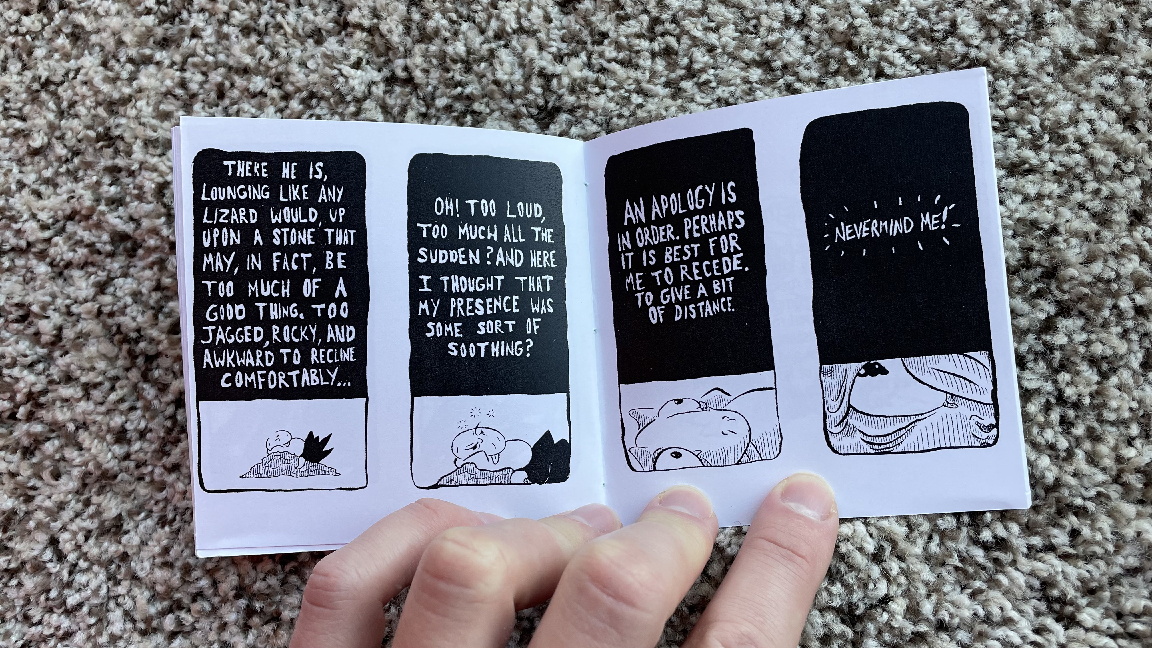 THERE HE IS,
LOUNGING LIKE ANY
LIZARD WOULD, UP
UPON A STONE THAT
MAY, IN FACT, BE
TOO MUCH OF A
GOOD THING. TOO
JAGGED, ROCKY, AND
AWKWARD TO RECLINE
COMFORTABLY...
OH! TOO LOUD,
TOO MUCH ALL THE
SUDDEN? AND HERE
I THOUGHT THAT
MY PRESENCE WAS
SOME SORT OF
SOOTHING?
AN APOLOGY IS
IN ORDER. PERHAPS
IT IS BEST FOR
ME TO RECEDE.
TO GIVE A BIT
OF DISTANCE.
NEVERMIND ME!